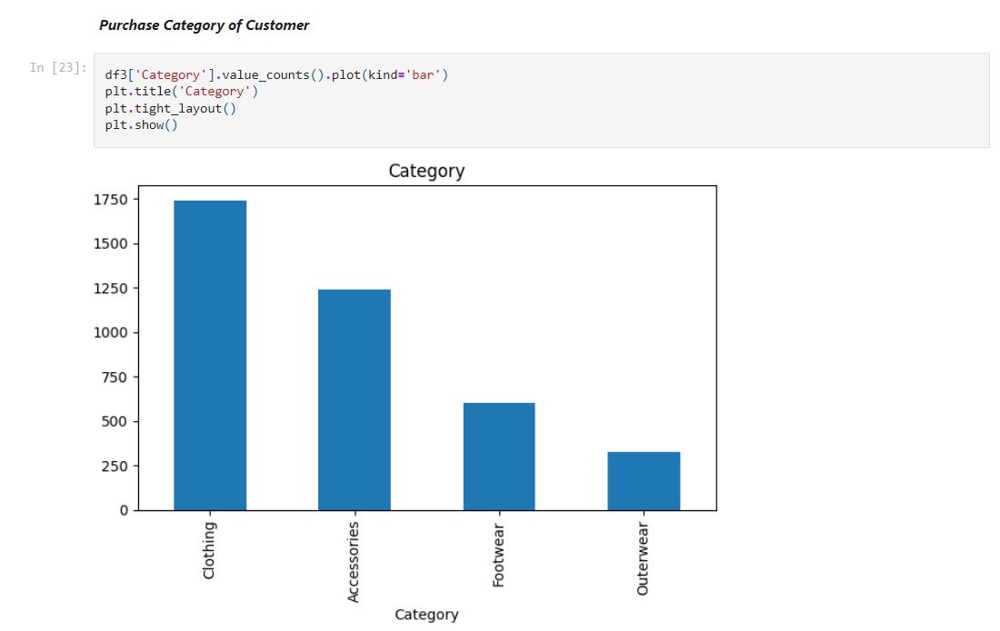 Purchase Category of Customer
In [23]:
df3['Category'].value_counts().plot(kind='bar')
plt.title('Category')
plt.tight_layout()
plt.show()
Category
1750
1500
1250
1000
750
500
250
0
Clothing
Accessories
Footwear
Outerwear
Category